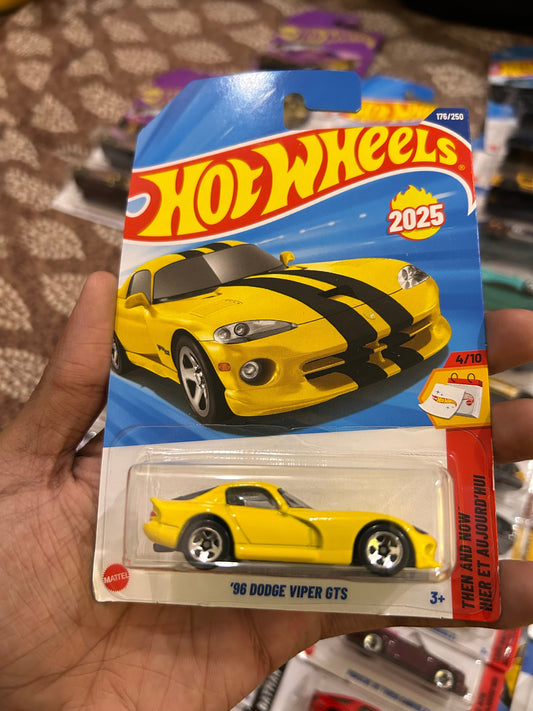 176/250
HOT WHEELS®
2025
4/10
THEN AND NOW™
HIER ET AUJOURD'HUI
MATTEL
'96 DODGE VIPER GTS
3+